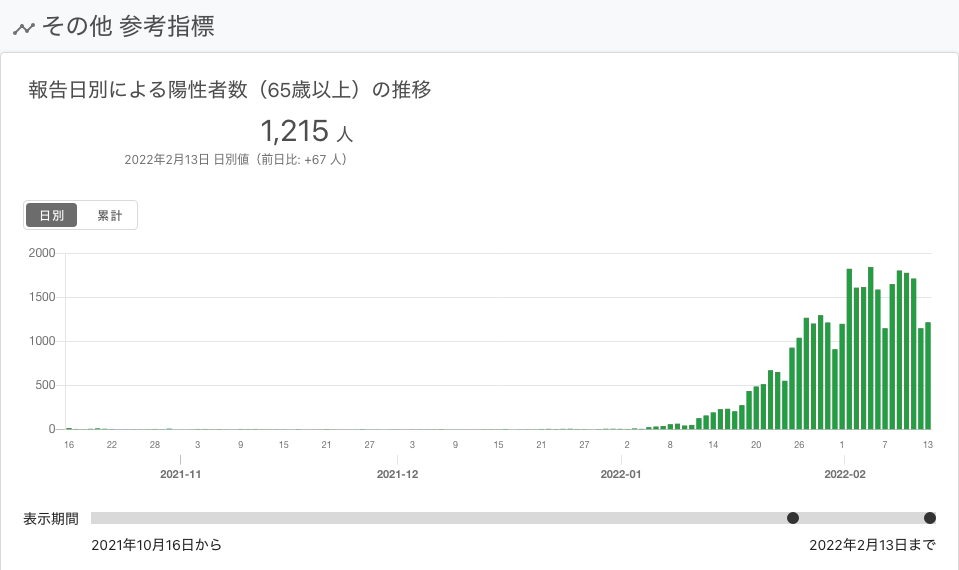 その他 参考指標
報告日別による陽性者数（65歳以上）の推移
1,215 人
2022年2月13日 日別値（前日比: +67 人）
日別 累計
2000
1500
1000
500
0
16 22 28 3 9 15 21 27 3 9 15 21 27 2 8 14 20 26 1 7 13
2021-11 2021-12 2022-01 2022-02
表示期間
2021年10月16日から 2022年2月13日まで